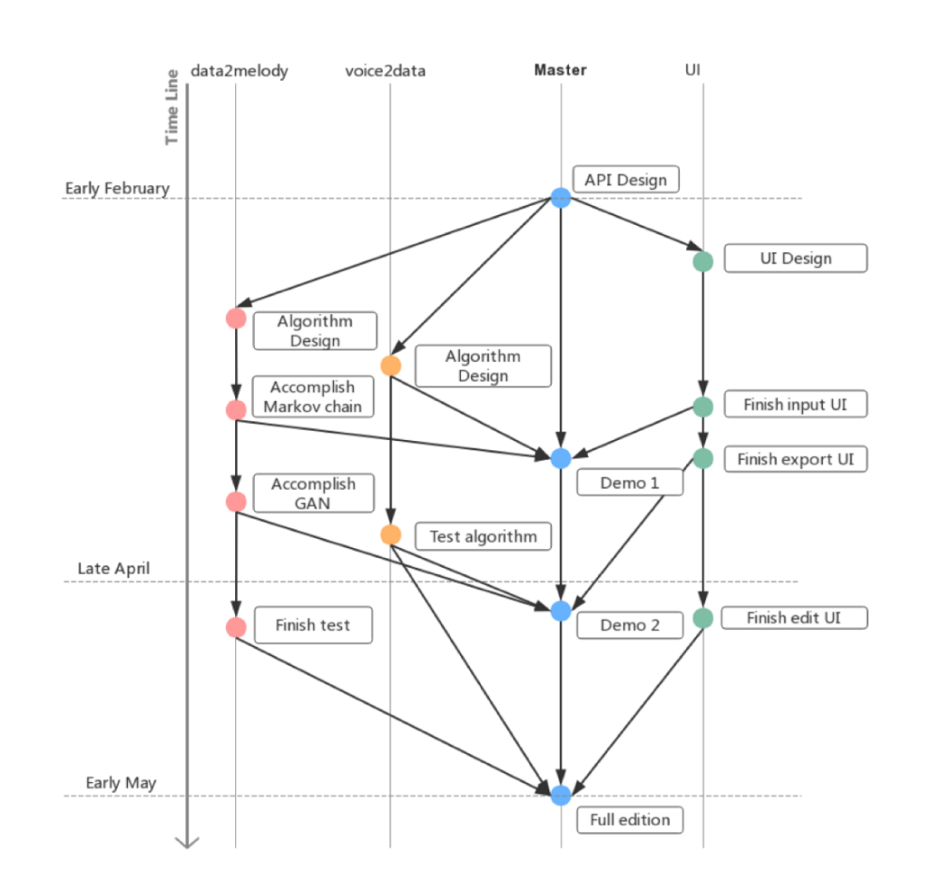 data2melody
voice2data
Master
UI
Time Line
Early February
API Design
UI Design
Algorithm
Design
Algorithm
Design
Accomplish
Markov chain
Finish input UI
Finish export UI
Demo 1
Accomplish
GAN
Test algorithm
Late April
Finish test
Demo 2
Finish edit UI
Early May
Full edition